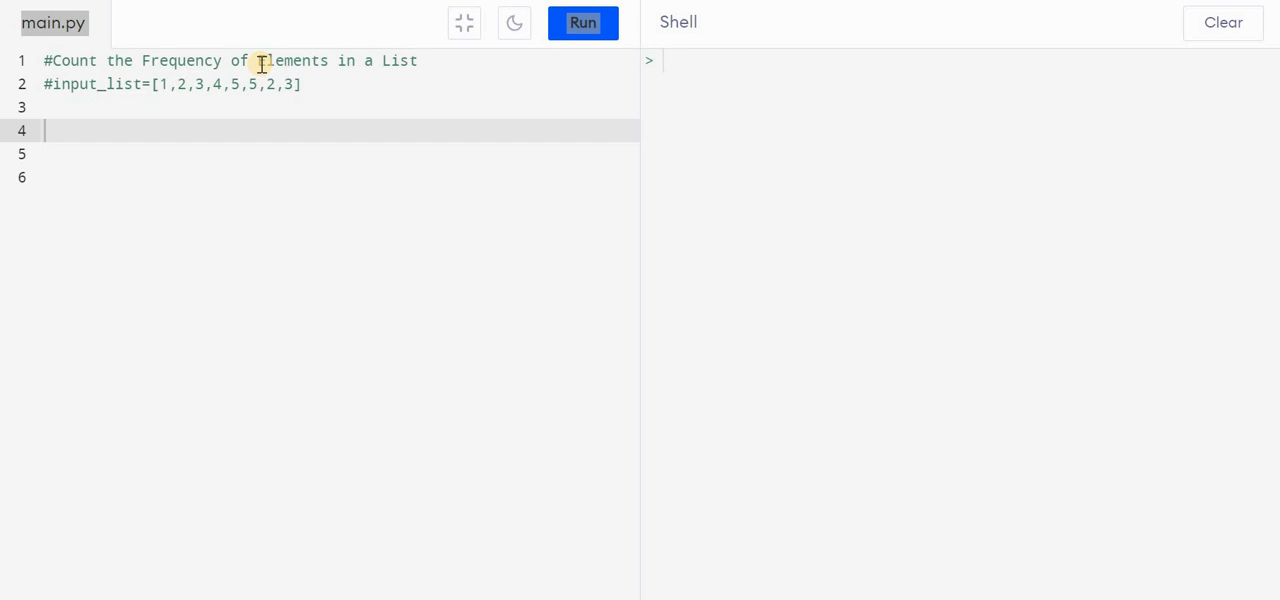 main.py
Run
Shell
Clear
1 #Count the Frequency of Elements in a List
2 #input_list=[1,2,3,4,5,5,2,3]
3
4
5
6
>